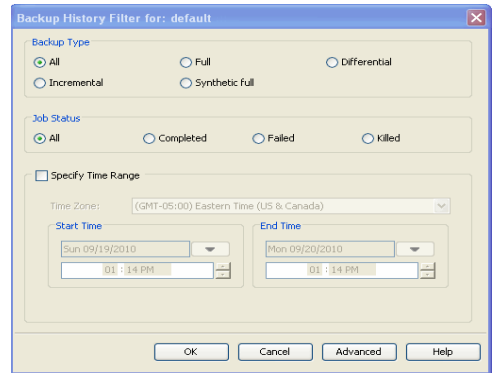 Backup History Filter for: default
Backup Type
All Full Differential
Incremental Synthetic full
Job Status
All Completed Failed Killed
Specify Time Range
Time Zone: (GMT-05:00) Eastern Time (US & Canada)
Start Time End Time
Sun 09/19/2010 Mon 09/20/2010
01 : 14 PM 01 : 14 PM
OK Cancel Advanced Help